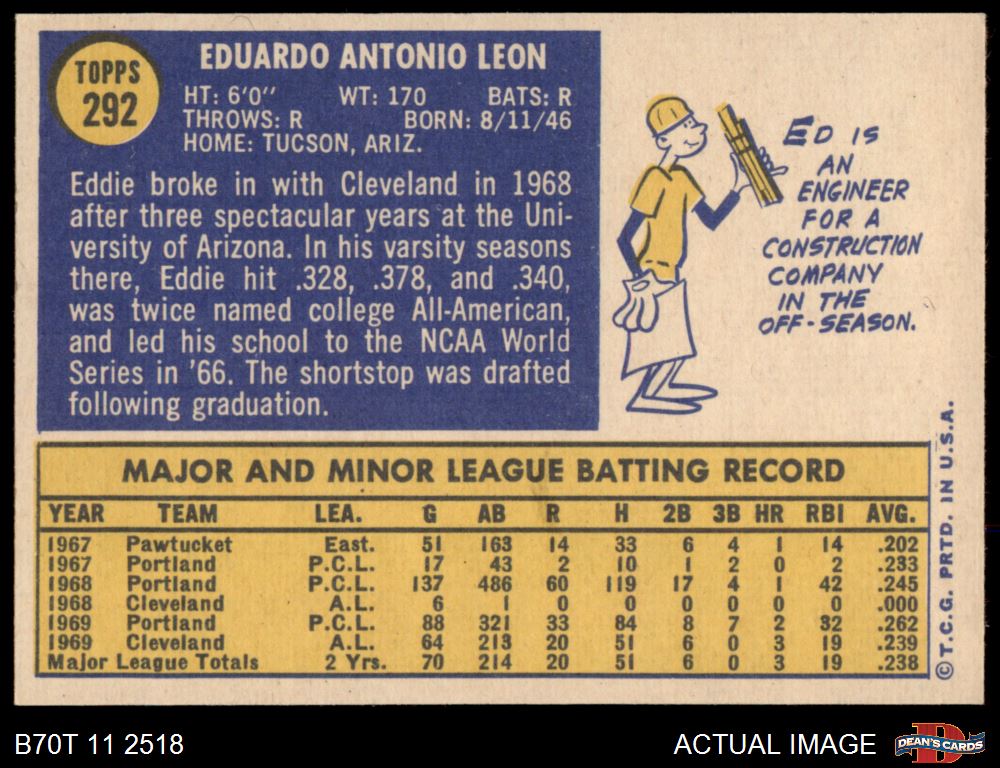 TOPPS
292
EDUARDO ANTONIO LEON
HT: 6'0'' WT: 170 BATS: R
THROWS: R BORN: 8/11/46
HOME: TUCSON, ARIZ.
Eddie broke in with Cleveland in 1968
after three spectacular years at the Uni-
versity of Arizona. In his varsity seasons
there, Eddie hit .328, .378, and .340,
was twice named college All-American,
and led his school to the NCAA World
Series in '66. The shortstop was drafted
following graduation.
ED IS
AN
ENGINEER
FOR A
CONSTRUCTION
COMPANY
IN THE
OFF-SEASON.
MAJOR AND MINOR LEAGUE BATTING RECORD
YEAR TEAM LEA. G AB R H 2B 3B HR RBI AVG.
1967 Pawtucket East. 51 163 14 33 6 4 1 14 .202
1967 Portland P.C.L. 17 43 2 10 1 2 0 2 .233
1968 Portland P.C.L. 137 486 60 119 17 4 1 42 .245
1968 Cleveland A.L. 6 1 0 0 0 0 0 0 .000
1969 Portland P.C.L. 88 321 33 84 8 7 2 32 .262
1969 Cleveland A.L. 64 213 20 51 6 0 3 19 .239
Major League Totals 2 Yrs. 70 214 20 51 6 0 3 19 .238
© T.C.G. PRTD. IN U.S.A.
B70T 11 2518
ACTUAL IMAGE
D
DEAN'S CARDS